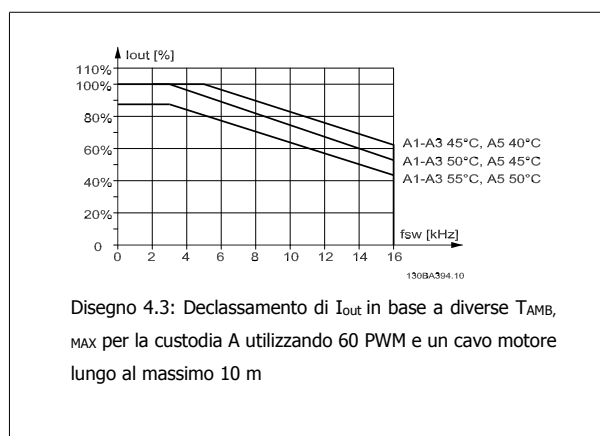 Iout [%]
110%
100%
80%
60%
40%
20%
0
A1-A3 45°C, A5 40°C
A1-A3 50°C, A5 45°C
A1-A3 55°C, A5 50°C
fsw [kHz]
0 2 4 6 8 10 12 14 16
130BA394.10
Disegno 4.3: Declassamento di Iout in base a diverse TAMB,
MAX per la custodia A utilizzando 60 PWM e un cavo motore
lungo al massimo 10 m